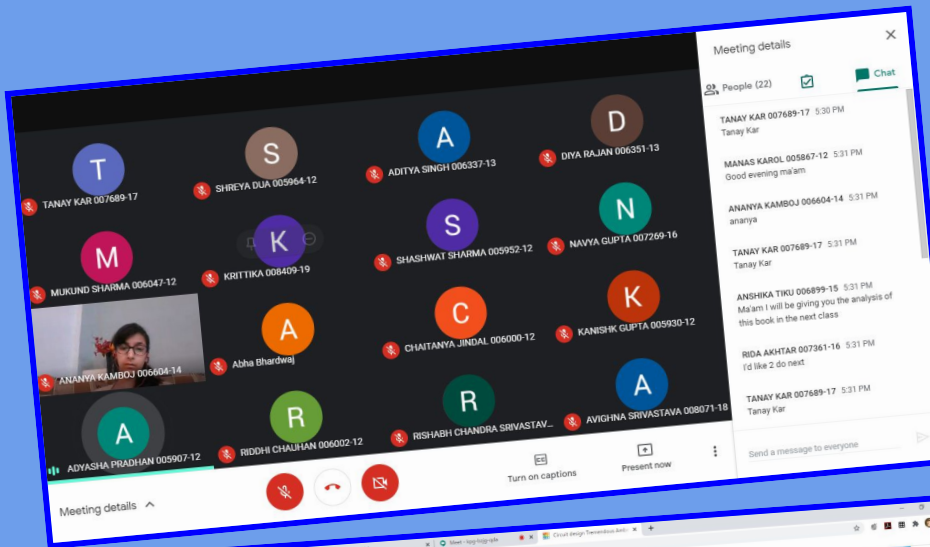 Meeting details
People (22)
Chat
T
TANAY KAR 007689-17
S
SHREYA DUA 005964-12
A
ADITYA SINGH 006337-13
D
DIYA RAJAN 006351-13
M
MUKUND SHARMA 006047-12
K
KRITTIKA 008409-19
S
SHASHWAT SHARMA 005952-12
N
NAVYA GUPTA 007269-16
ANANYA KAMBOJ 006604-14
A
Abha Bhardwaj
C
CHAITANYA JINDAL 006000-12
K
KANISHK GUPTA 005930-12
A
ADYASHA PRADHAN 005907-12
R
RIDDHI CHAUHAN 006002-12
R
RISHABH CHANDRA SRIVASTAV...
A
AVIGHNA SRIVASTAVA 008071-18
TANAY KAR 007689-17 5:30 PM
Tanay Kar
MANAS KAROL 005867-12 5:31 PM
Good evening ma'am
ANANYA KAMBOJ 006604-14 5:31 PM
ananya
TANAY KAR 007689-17 5:31 PM
Tanay Kar
ANSHIKA TIKU 006899-15 5:31 PM
Ma'am I will be giving you the analysis of
this book in the next class
RIDA AKHTAR 007361-16 5:31 PM
I'd like 2 do next
TANAY KAR 007689-17 5:31 PM
Tanay Kar
Send a message to everyone
Meeting details
CC
Turn on captions
Present now